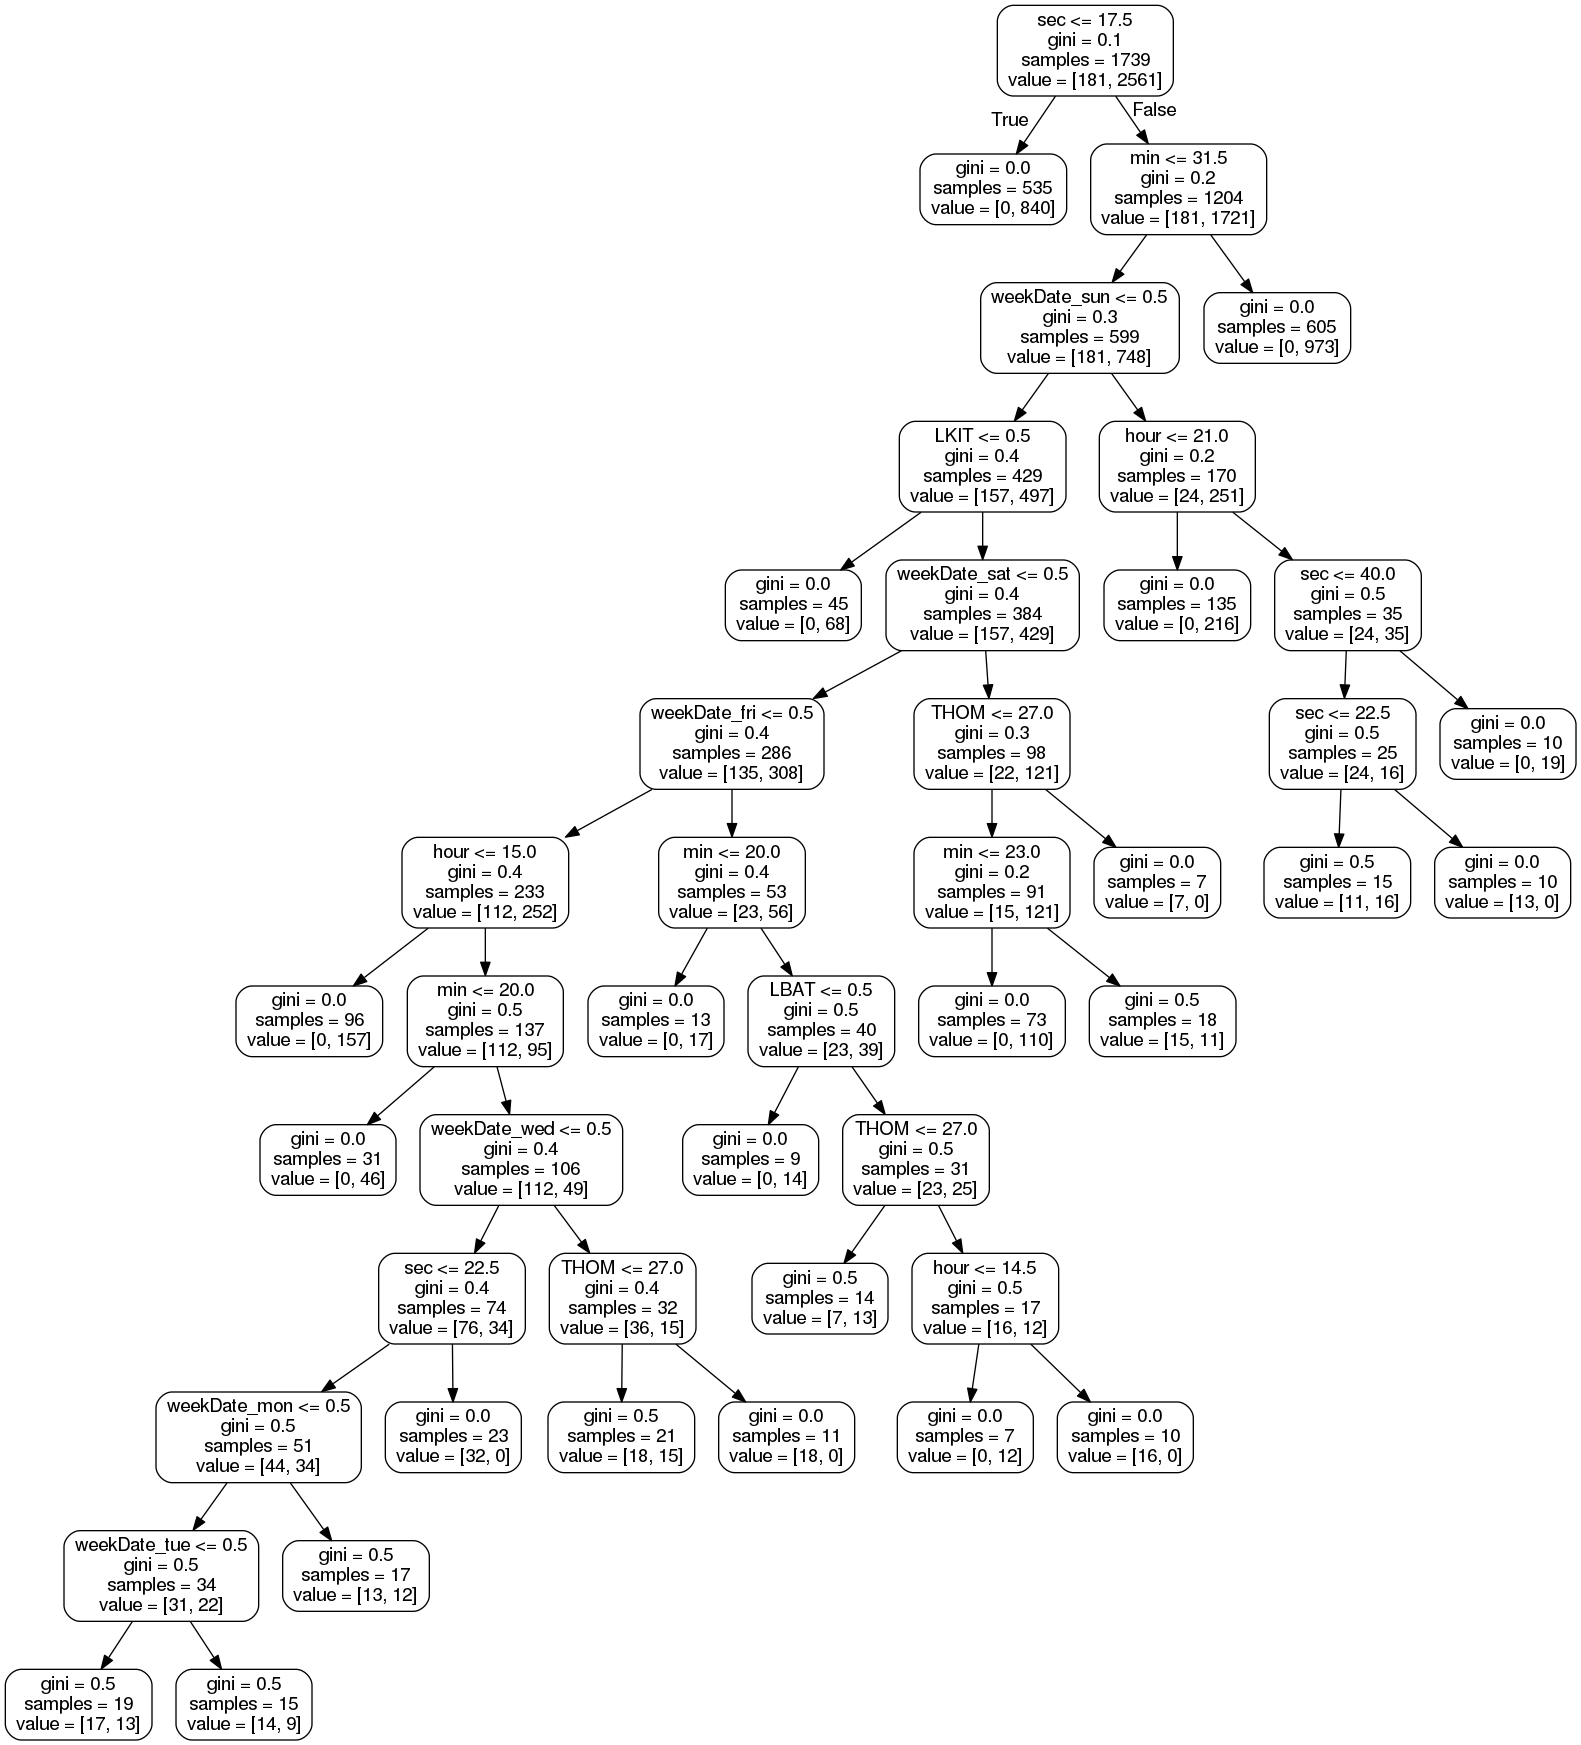 sec <= 17.5
gini = 0.1
samples = 1739
value = [181, 2561]
True
False
gini = 0.0
samples = 535
value = [0, 840]
min <= 31.5
gini = 0.2
samples = 1204
value = [181, 1721]
weekDate_sun <= 0.5
gini = 0.3
samples = 599
value = [181, 748]
gini = 0.0
samples = 605
value = [0, 973]
LKIT <= 0.5
gini = 0.4
samples = 429
value = [157, 497]
hour <= 21.0
gini = 0.2
samples = 170
value = [24, 251]
gini = 0.0
samples = 45
value = [0, 68]
weekDate_sat <= 0.5
gini = 0.4
samples = 384
value = [157, 429]
gini = 0.0
samples = 135
value = [0, 216]
sec <= 40.0
gini = 0.5
samples = 35
value = [24, 35]
weekDate_fri <= 0.5
gini = 0.4
samples = 286
value = [135, 308]
THOM <= 27.0
gini = 0.3
samples = 98
value = [22, 121]
sec <= 22.5
gini = 0.5
samples = 25
value = [24, 16]
gini = 0.0
samples = 10
value = [0, 19]
hour <= 15.0
gini = 0.4
samples = 233
value = [112, 252]
min <= 20.0
gini = 0.4
samples = 53
value = [23, 56]
min <= 23.0
gini = 0.2
samples = 91
value = [15, 121]
gini = 0.0
samples = 7
value = [7, 0]
gini = 0.5
samples = 15
value = [11, 16]
gini = 0.0
samples = 10
value = [13, 0]
gini = 0.0
samples = 96
value = [0, 157]
min <= 20.0
gini = 0.5
samples = 137
value = [112, 95]
gini = 0.0
samples = 13
value = [0, 17]
LBAT <= 0.5
gini = 0.5
samples = 40
value = [23, 39]
gini = 0.0
samples = 73
value = [0, 110]
gini = 0.5
samples = 18
value = [15, 11]
gini = 0.0
samples = 31
value = [0, 46]
weekDate_wed <= 0.5
gini = 0.4
samples = 106
value = [112, 49]
gini = 0.0
samples = 9
value = [0, 14]
THOM <= 27.0
gini = 0.5
samples = 31
value = [23, 25]
sec <= 22.5
gini = 0.4
samples = 74
value = [76, 34]
THOM <= 27.0
gini = 0.4
samples = 32
value = [36, 15]
gini = 0.5
samples = 14
value = [7, 13]
hour <= 14.5
gini = 0.5
samples = 17
value = [16, 12]
weekDate_mon <= 0.5
gini = 0.5
samples = 51
value = [44, 34]
gini = 0.0
samples = 23
value = [32, 0]
gini = 0.5
samples = 21
value = [18, 15]
gini = 0.0
samples = 11
value = [18, 0]
gini = 0.0
samples = 7
value = [0, 12]
gini = 0.0
samples = 10
value = [16, 0]
weekDate_tue <= 0.5
gini = 0.5
samples = 34
value = [31, 22]
gini = 0.5
samples = 17
value = [13, 12]
gini = 0.5
samples = 19
value = [17, 13]
gini = 0.5
samples = 15
value = [14, 9]